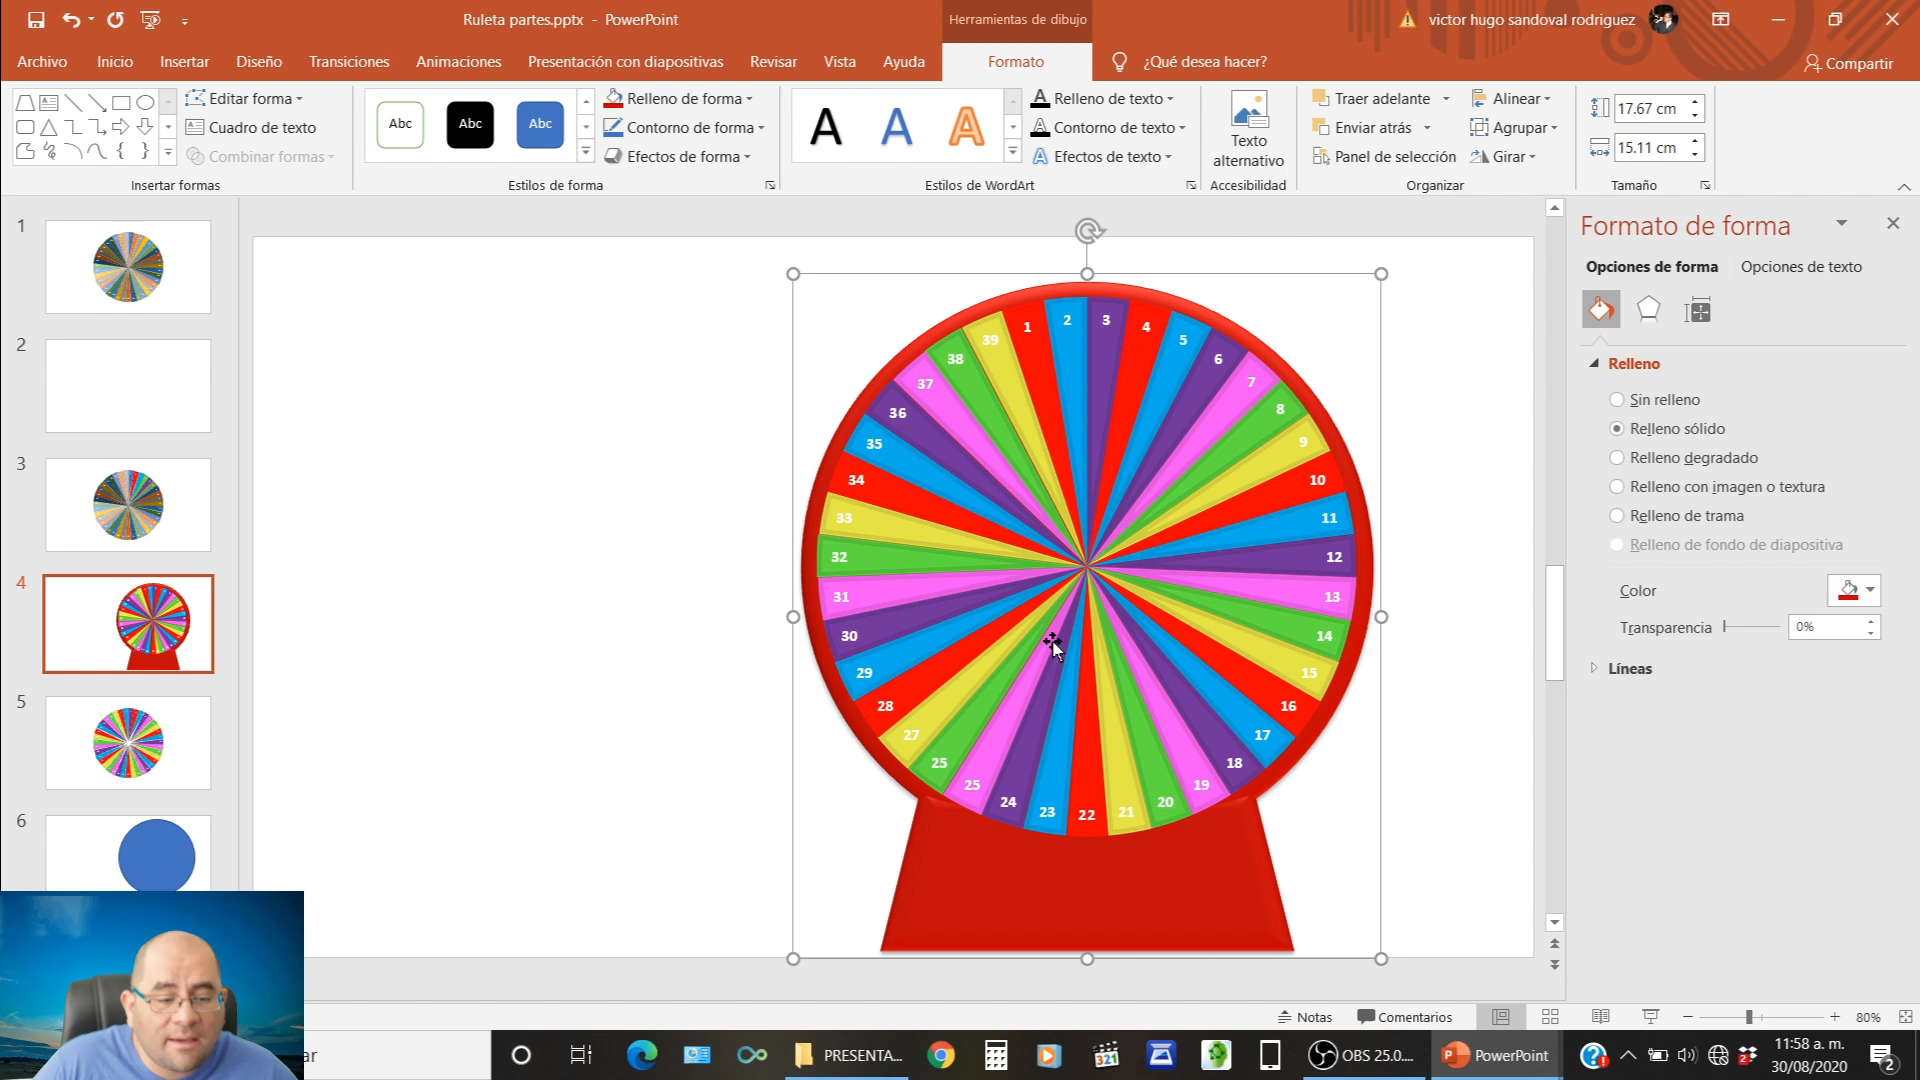 Ruleta partes.pptx - PowerPoint
Herramientas de dibujo
victor hugo sandoval rodriguez
Archivo Inicio Insertar Diseño Transiciones Animaciones Presentación con diapositivas Revisar Vista Ayuda Formato ¿Qué desea hacer? Compartir
Editar forma
Cuadro de texto
Combinar formas
Insertar formas
Abc Abc Abc
Relleno de forma
Contorno de forma
Efectos de forma
Estilos de forma
A A A
Relleno de texto
Contorno de texto
Efectos de texto
Estilos de WordArt
Texto
alternativo
Accesibilidad
Traer adelante
Enviar atrás
Panel de selección
Alinear
Agrupar
Girar
Organizar
17.67 cm
15.11 cm
Tamaño
1
2
3
4
5
6
1
2
3
4
5
6
7
8
9
10
11
12
13
14
15
16
17
18
19
20
21
22
23
24
25
25
27
28
29
30
31
32
33
34
35
36
37
38
39
Formato de forma
Opciones de forma Opciones de texto
Relleno
Sin relleno
Relleno sólido
Relleno degradado
Relleno con imagen o textura
Relleno de trama
Relleno de fondo de diapositiva
Color
Transparencia 0%
Líneas
Notas Comentarios 80%
ar
PRESENTA...
321
OBS 25.0....
PowerPoint
2
11:58 a. m.
30/08/2020
2